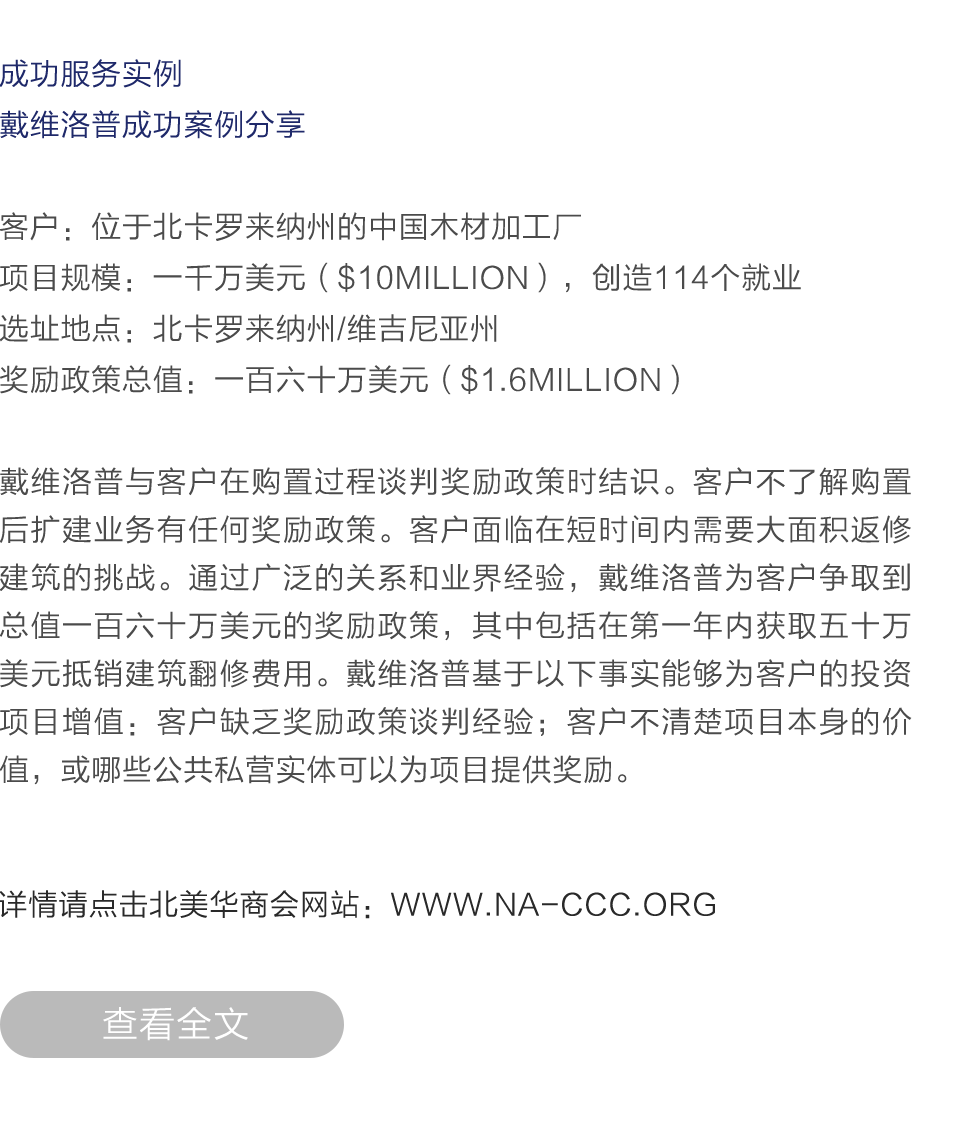 成功服务实例
戴维洛普成功案例分享
客户：位于北卡罗来纳州的中国木材加工厂
项目规模：一千万美元（$10MILLION），创造114个就业
选址地点：北卡罗来纳州/维吉尼亚州
奖励政策总值：一百六十万美元（$1.6MILLION）
戴维洛普与客户在购置过程谈判奖励政策时结识。客户不了解购置
后扩建业务有任何奖励政策。客户面临在短时间内需要大面积返修
建筑的挑战。通过广泛的关系和业界经验，戴维洛普为客户争取到
总值一百六十万美元的奖励政策，其中包括在第一年内获取五十万
美元抵销建筑翻修费用。戴维洛普基于以下事实能够为客户的投资
项目增值：客户缺乏奖励政策谈判经验；客户不清楚项目本身的价
值，或哪些公共私营实体可以为项目提供奖励。
详情请点击北美华商会网站：WWW.NA-CCC.ORG
查看全文